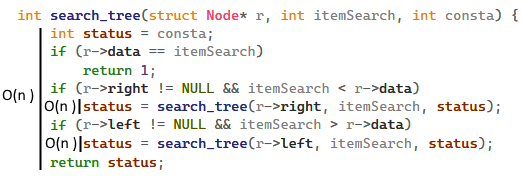 int search_tree(struct Node* r, int itemSearch, int consta) {
int status = consta;
if (r->data == itemSearch)
return 1;
if (r->right != NULL && itemSearch < r->data)
O(n )
O(n ) status = search_tree(r->right, itemSearch, status);
if (r->left != NULL && itemSearch > r->data)
O(n ) status = search_tree(r->left, itemSearch, status);
return status;